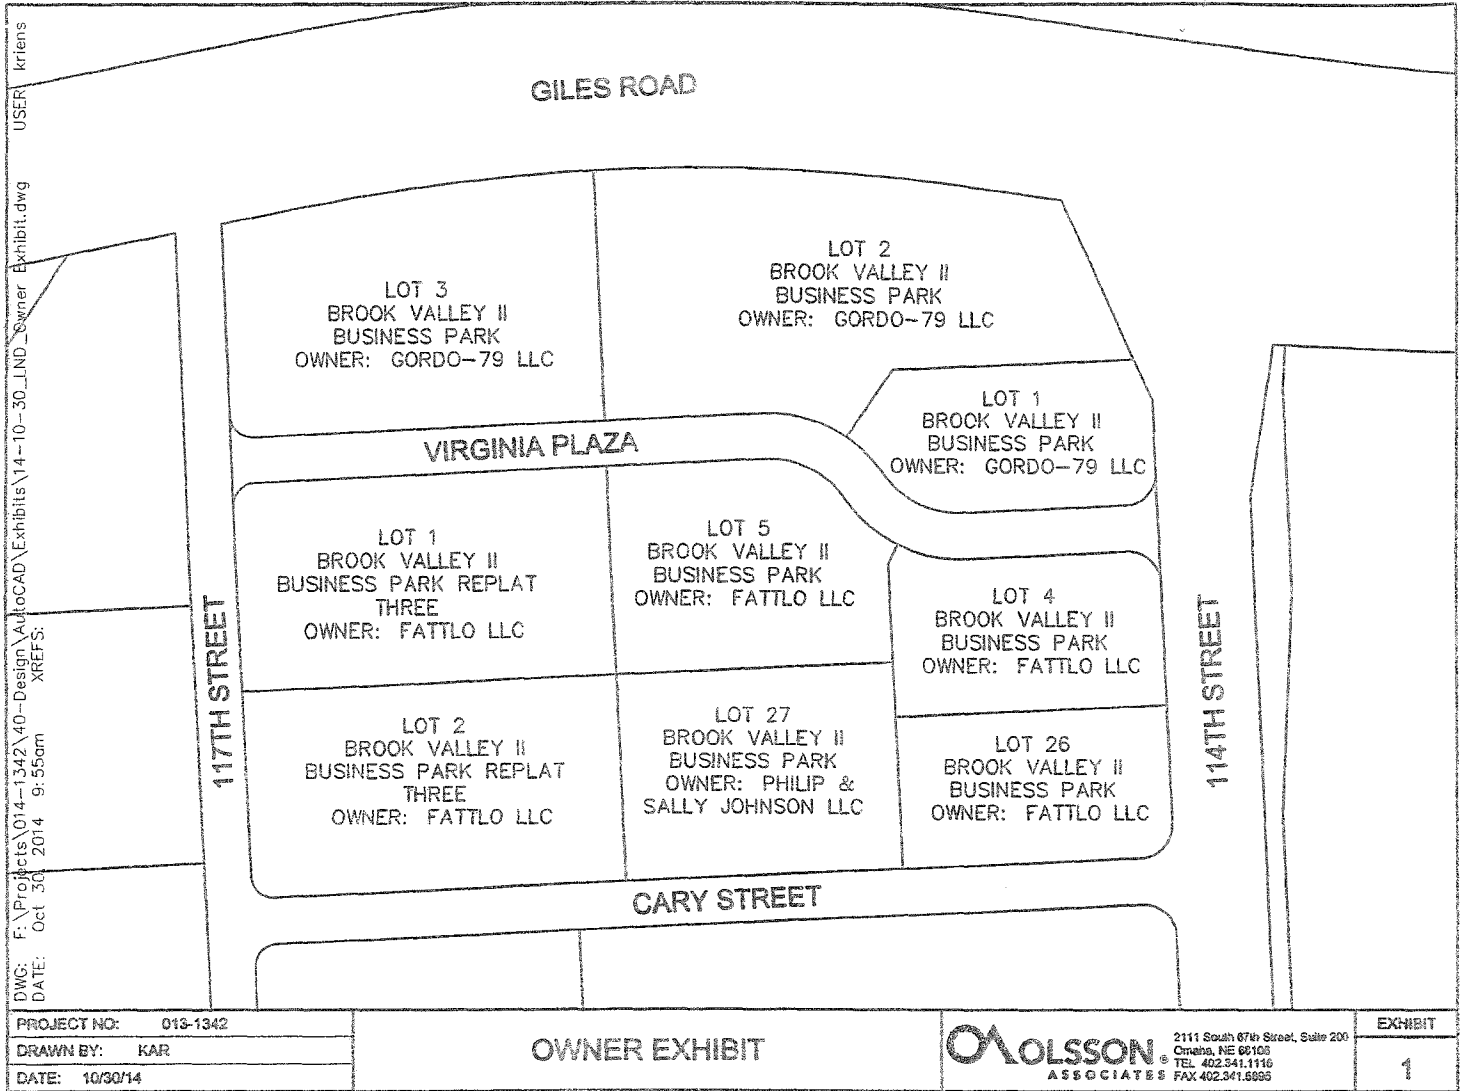 GILES ROAD
LOT 3
BROOK VALLEY II
BUSINESS PARK
OWNER: GORDO-79 LLC
LOT 2
BROOK VALLEY II
BUSINESS PARK
OWNER: GORDO-79 LLC
LOT 1
BROOK VALLEY II
BUSINESS PARK
OWNER: GORDO-79 LLC
VIRGINIA PLAZA
LOT 1
BROOK VALLEY II
BUSINESS PARK REPLAT
THREE
OWNER: FATTLO LLC
LOT 5
BROOK VALLEY II
BUSINESS PARK
OWNER: FATTLO LLC
LOT 4
BROOK VALLEY II
BUSINESS PARK
OWNER: FATTLO LLC
117TH STREET
114TH STREET
LOT 2
BROOK VALLEY II
BUSINESS PARK REPLAT
THREE
OWNER: FATTLO LLC
LOT 27
BROOK VALLEY II
BUSINESS PARK
OWNER: PHILIP &
SALLY JOHNSON LLC
LOT 26
BROOK VALLEY II
BUSINESS PARK
OWNER: FATTLO LLC
CARY STREET
DWG: F:\Projects\014-1342\40-Design\AutoCAD\Exhibits\14-10-30_LND_Owner Exhibit.dwg USER: kriens
DATE: Oct 30, 2014 9:55am XREFS:
PROJECT NO: 013-1342
DRAWN BY: KAR
DATE: 10/30/14
OWNER EXHIBIT
OLSSON
ASSOCIATES
2111 South 67th Street, Suite 200
Omaha, NE 68106
TEL 402.341.1116
FAX 402.341.5895
EXHIBIT
1